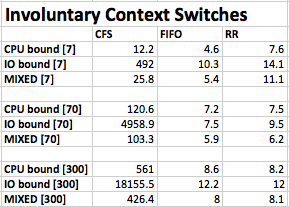 Involuntary Context Switches
CFS FIFO RR
CPU bound [7] 12.2 4.6 7.6
IO bound [7] 492 10.3 14.1
MIXED [7] 25.8 5.4 11.1
CPU bound [70] 120.6 7.2 7.5
IO bound [70] 4958.9 7.5 9.5
MIXED [70] 103.3 5.9 6.2
CPU bound [300] 561 8.6 8.2
IO bound [300] 18155.5 12.2 12
MIXED [300] 426.4 8 8.1